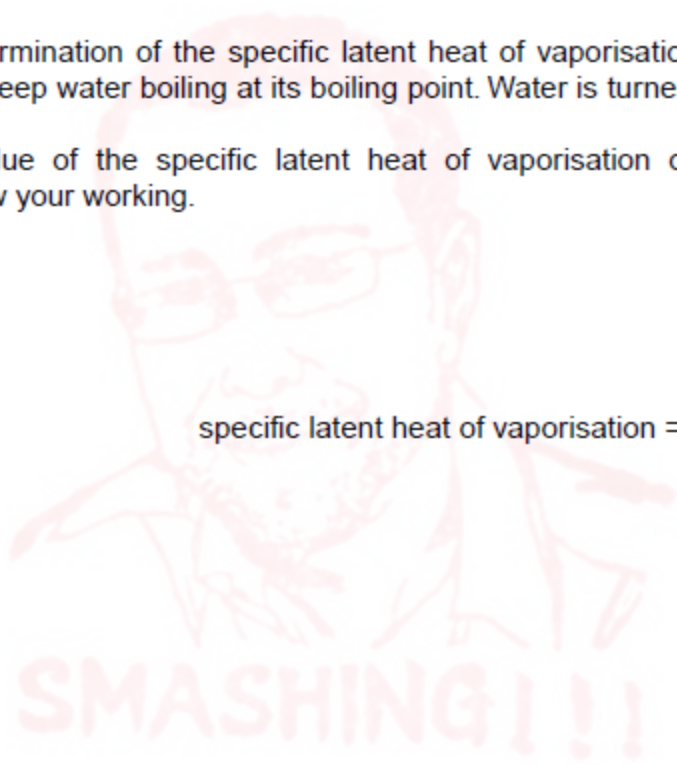 rmination of the specific latent heat of vaporisatio
eep water boiling at its boiling point. Water is turne
lue of the specific latent heat of vaporisation
your working.
specific latent heat of vaporisation =
SMASHING!!!